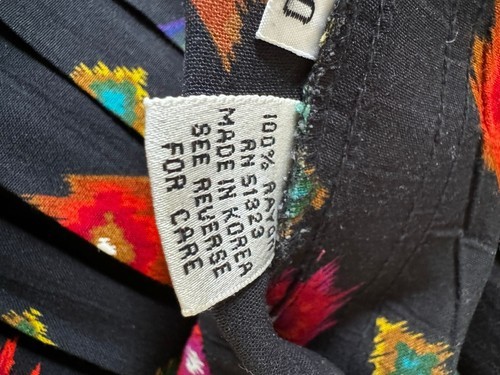 100% RAYON
RN 51323
MADE IN KOREA
SEE REVERSE
FOR CARE